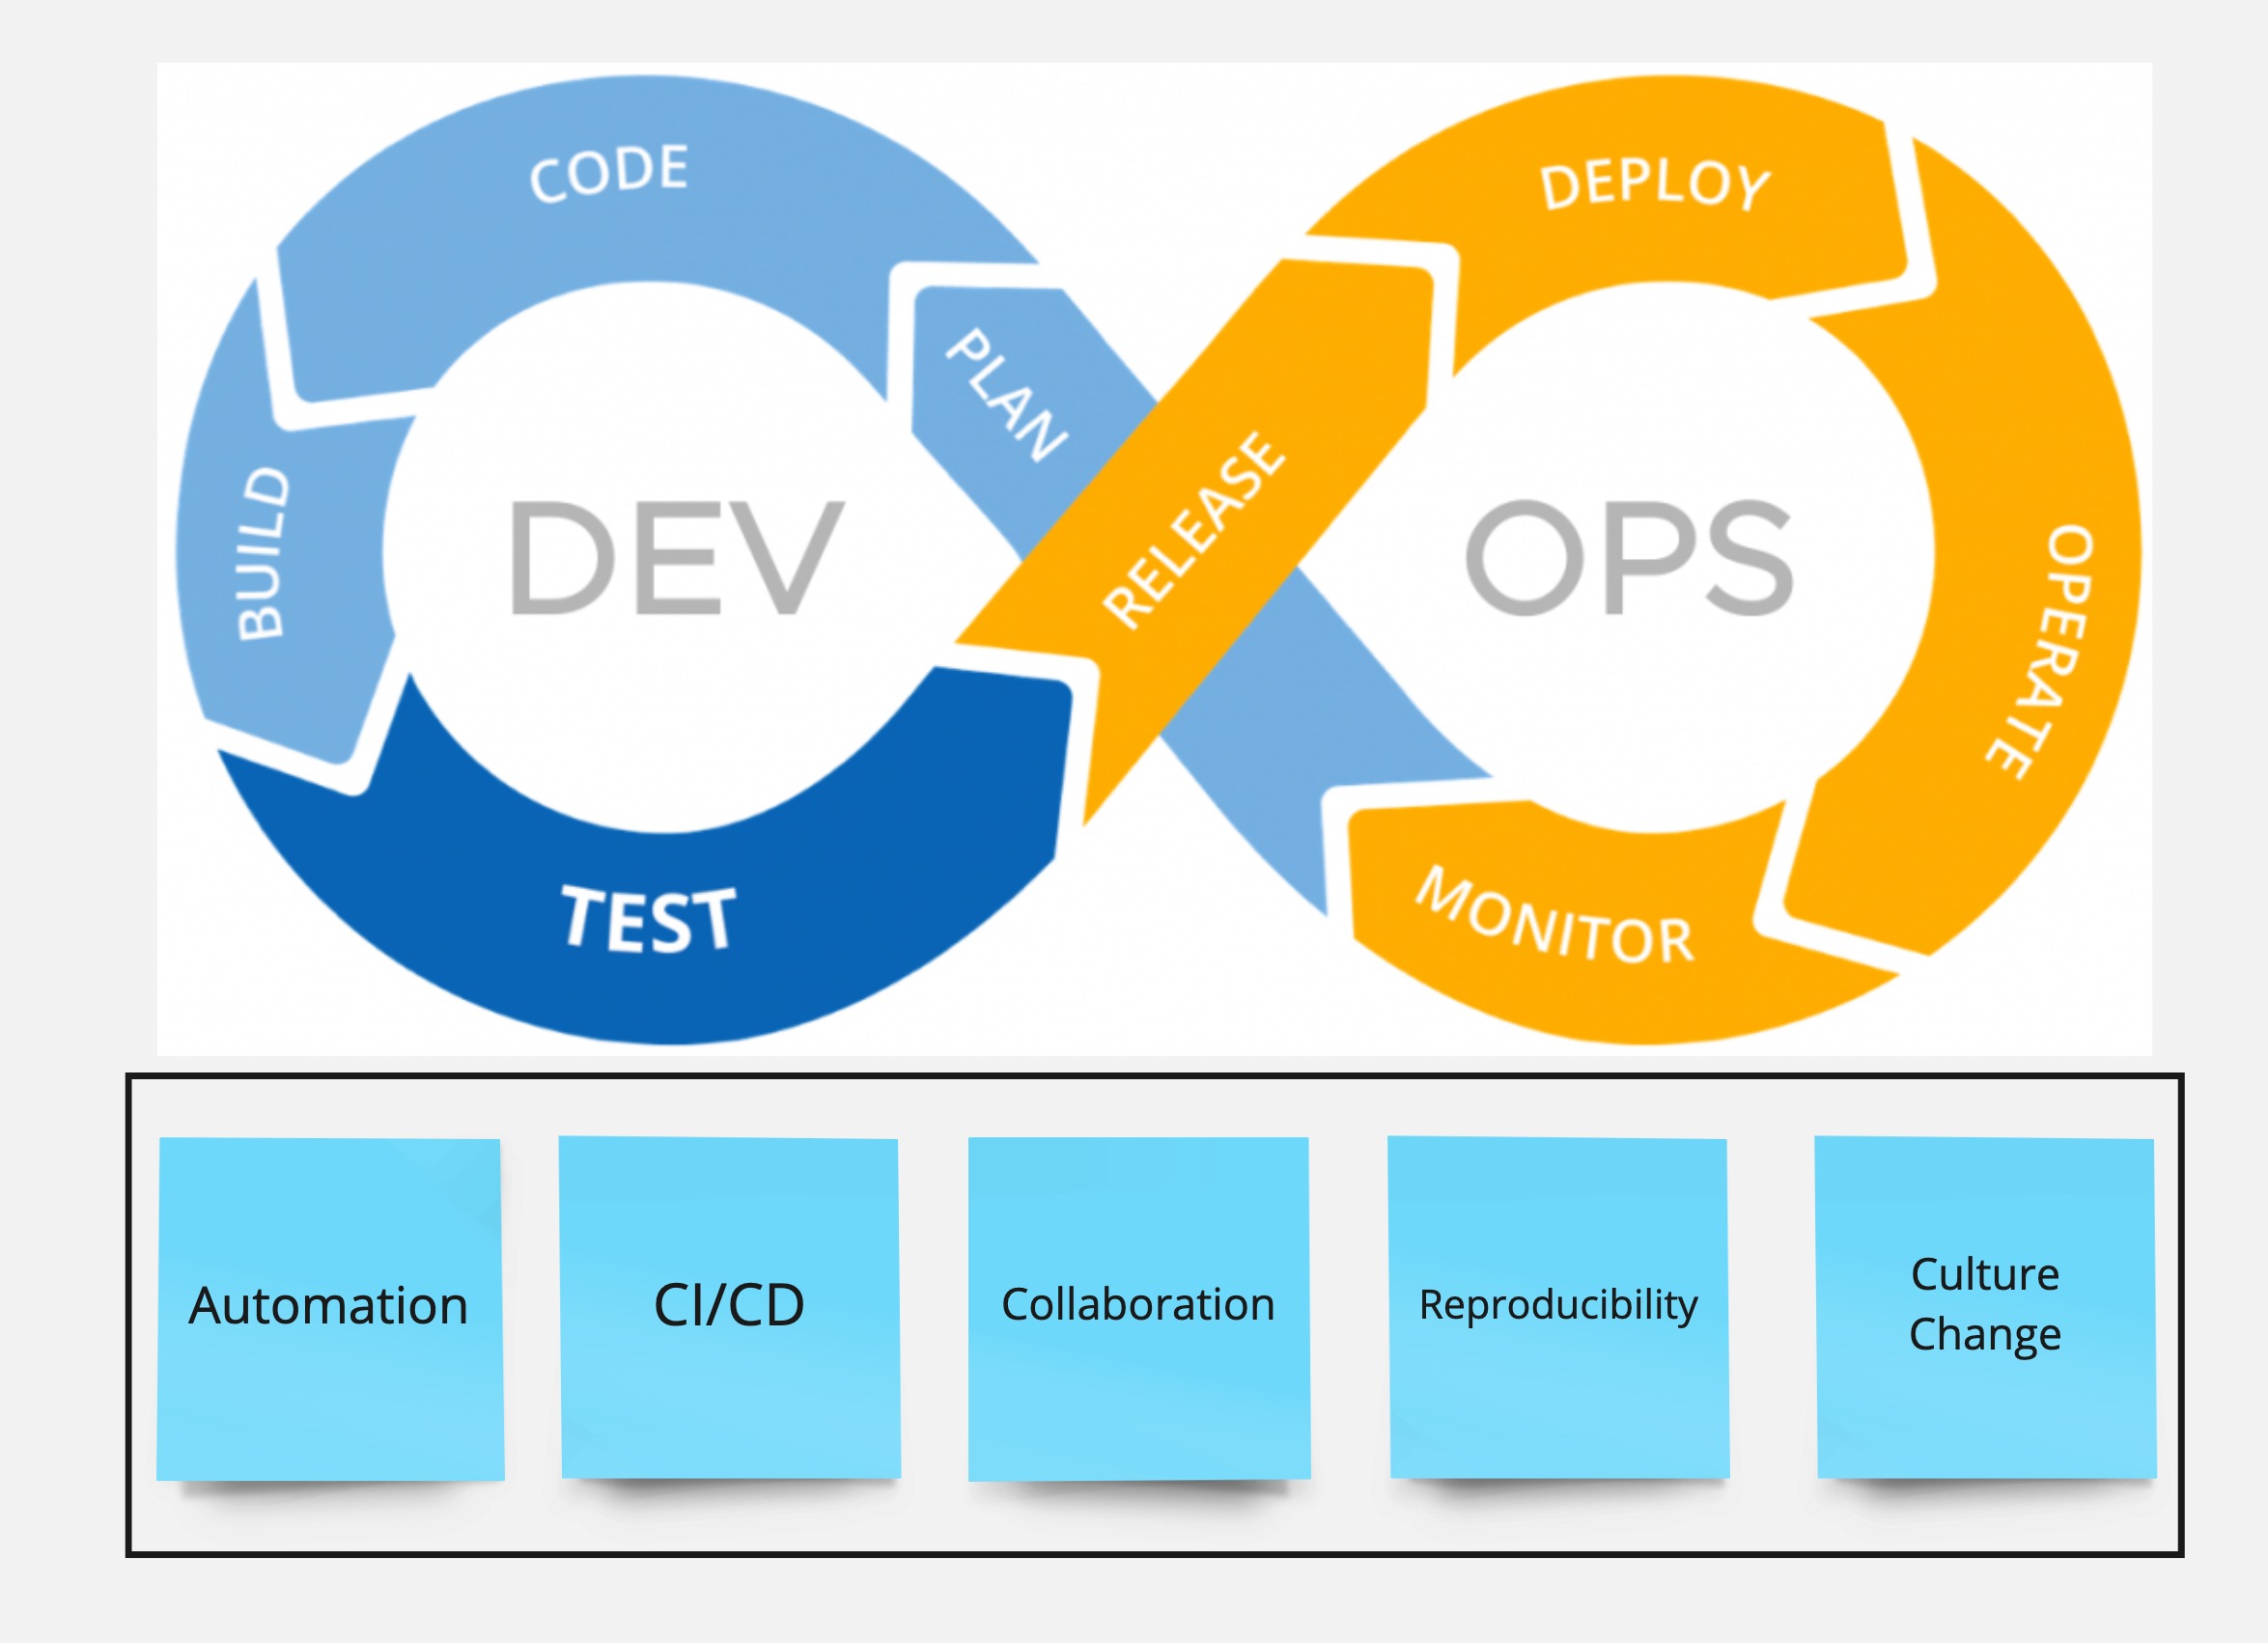 CODE
DEPLOY
PLAN
BUILD
DEV
RELEASE
OPS
OPERATE
TEST
MONITOR
Automation
CI/CD
Collaboration
Reproducibility
Culture
Change